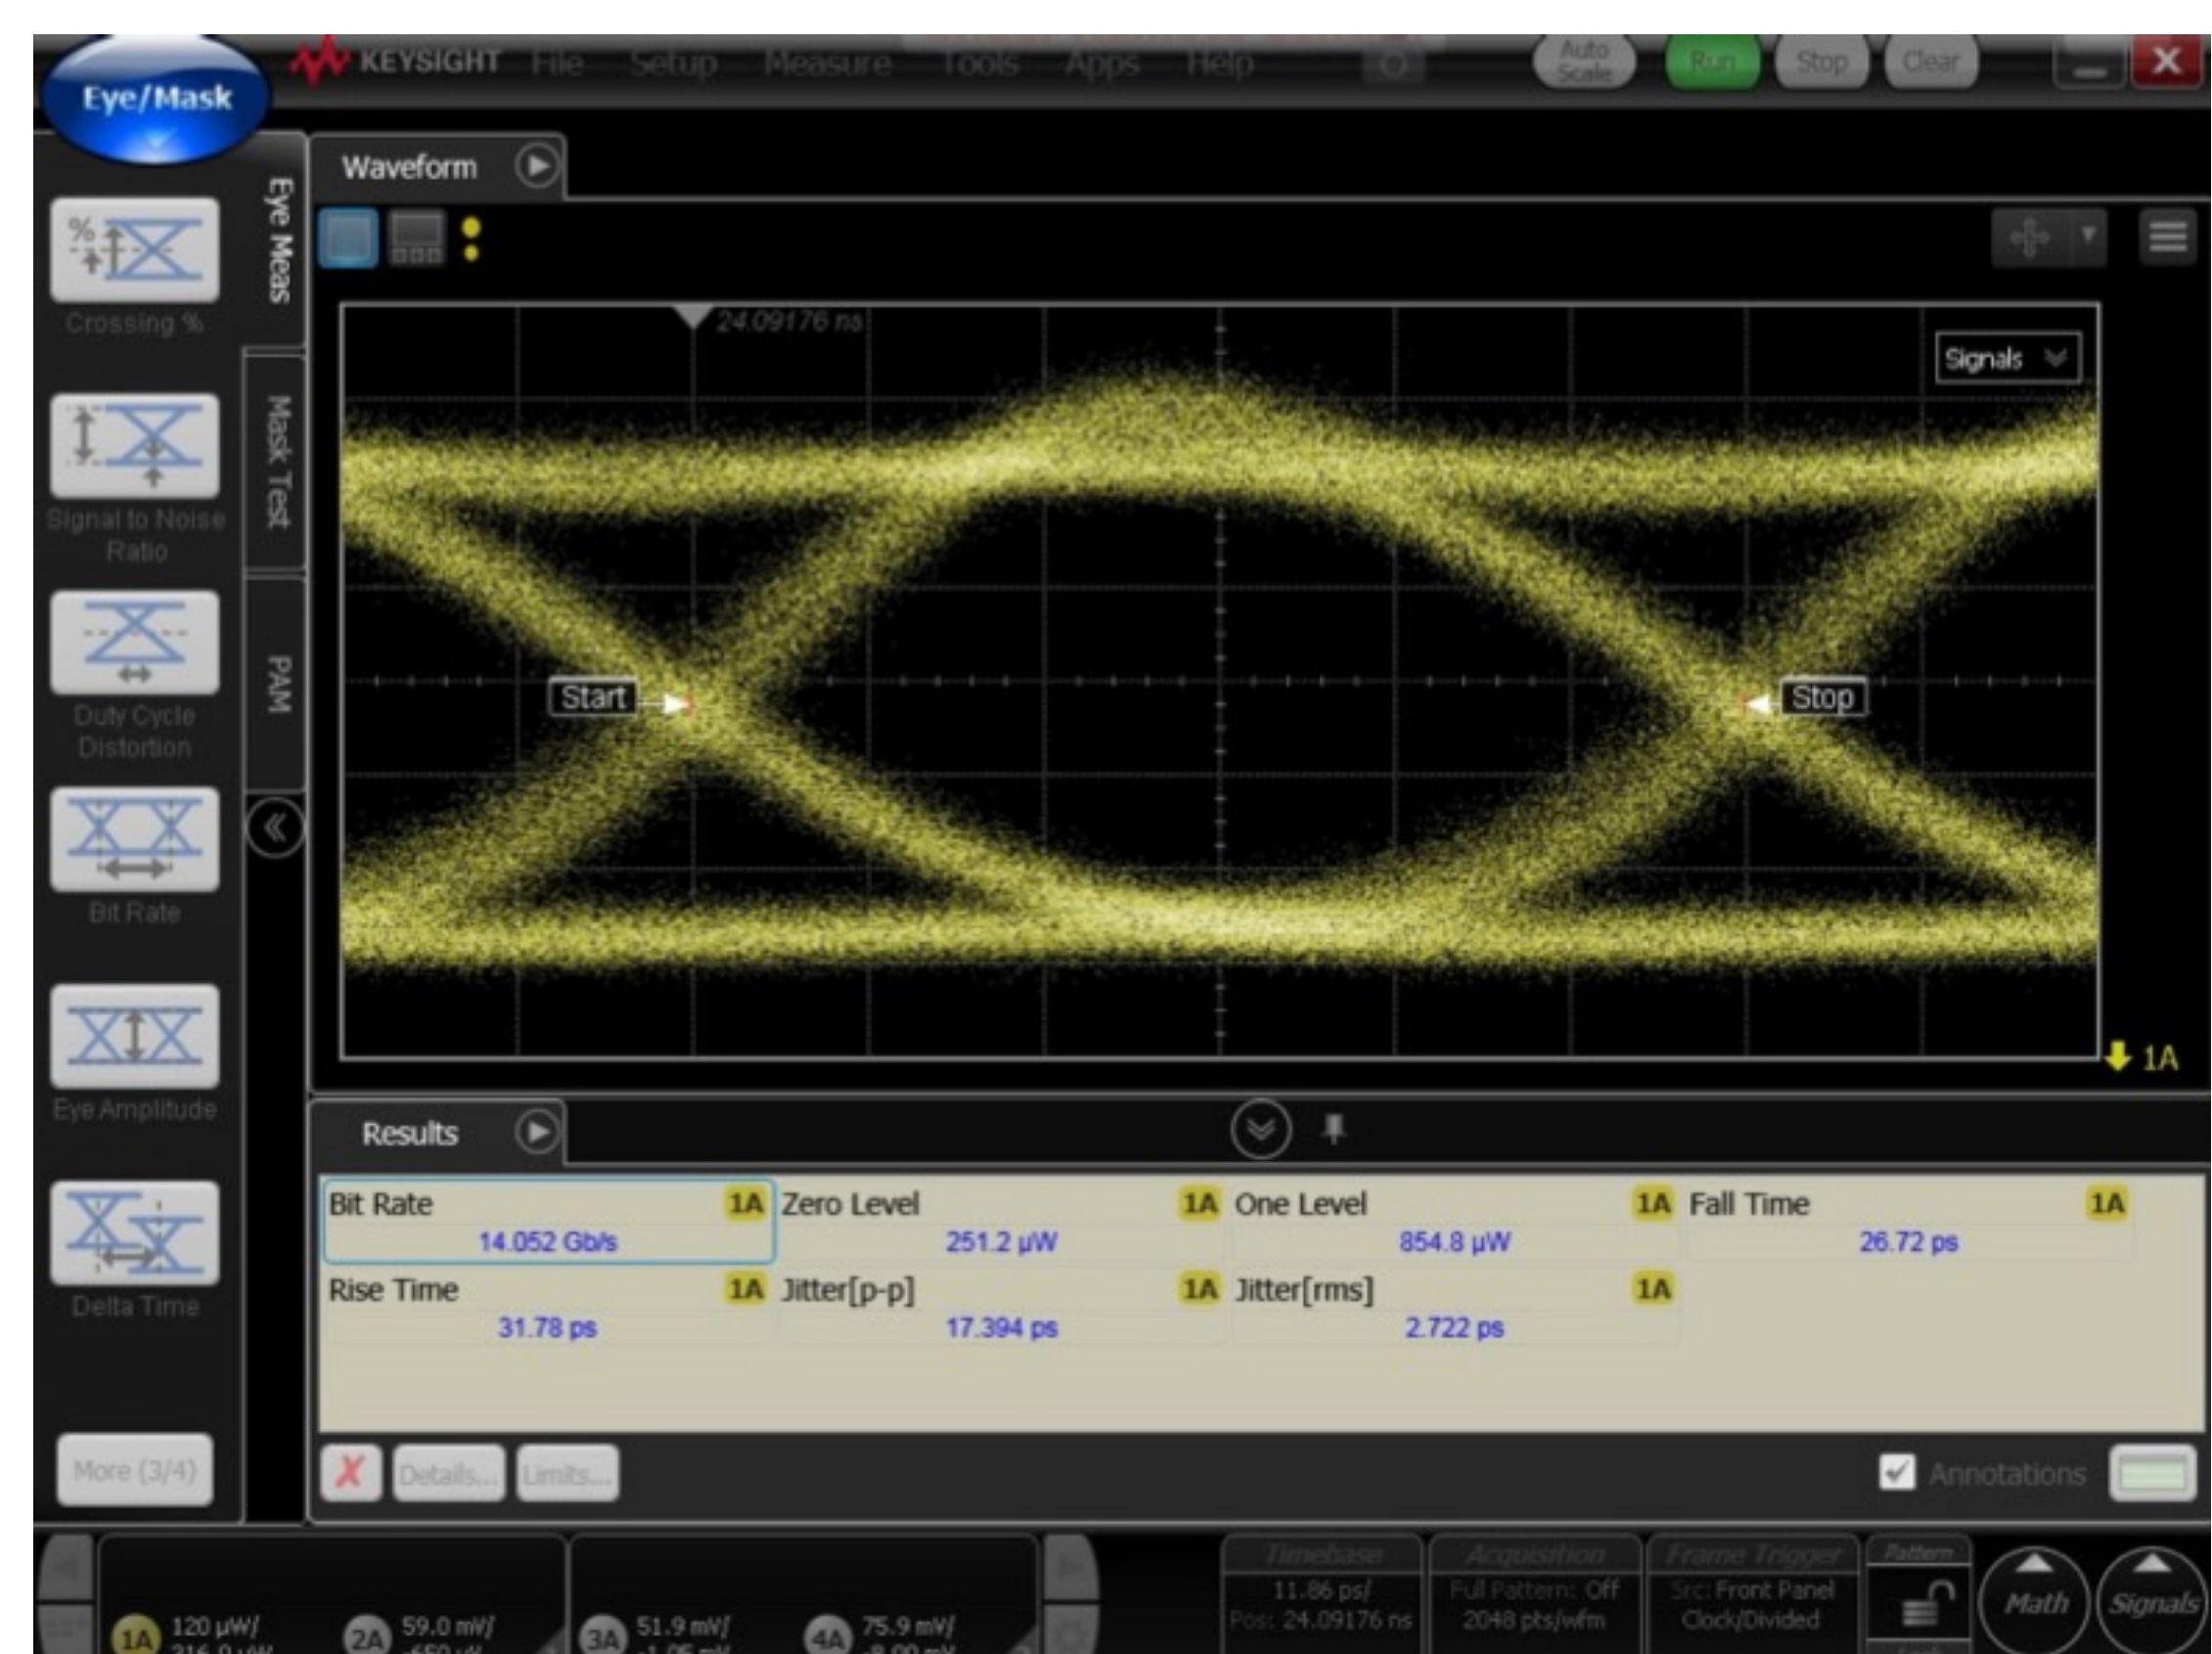 Eye/Mask
KEYSIGHT File Setup Measure Tools Apps Help
Auto Scale
Run
Stop
Clear
Waveform
Eye Meas
Mask Test
PAM
%
Crossing %
Signal to Noise
Ratio
Duty Cycle
Distortion
Bit Rate
Eye Amplitude
Delta Time
More (3/4)
24.09176 ns
Signals
Start
Stop
1A
Results
Bit Rate 1A Zero Level 1A One Level 1A Fall Time 1A
14.052 Gb/s 251.2 µW 854.8 µW 26.72 ps
Rise Time 1A Jitter[p-p] 1A Jitter[rms] 1A
31.78 ps 17.394 ps 2.722 ps
Details... Limits...
Annotations
1A 120 µW/
2A 59.0 mV/
3A 51.9 mV/
4A 75.9 mV/
Timebase
11.86 ps/
Pos: 24.09176 ns
Acquisition
Full Pattern: Off
2048 pts/wfm
Frame Trigger
Src: Front Panel
Clock/Divided
Pattern
Math
Signals